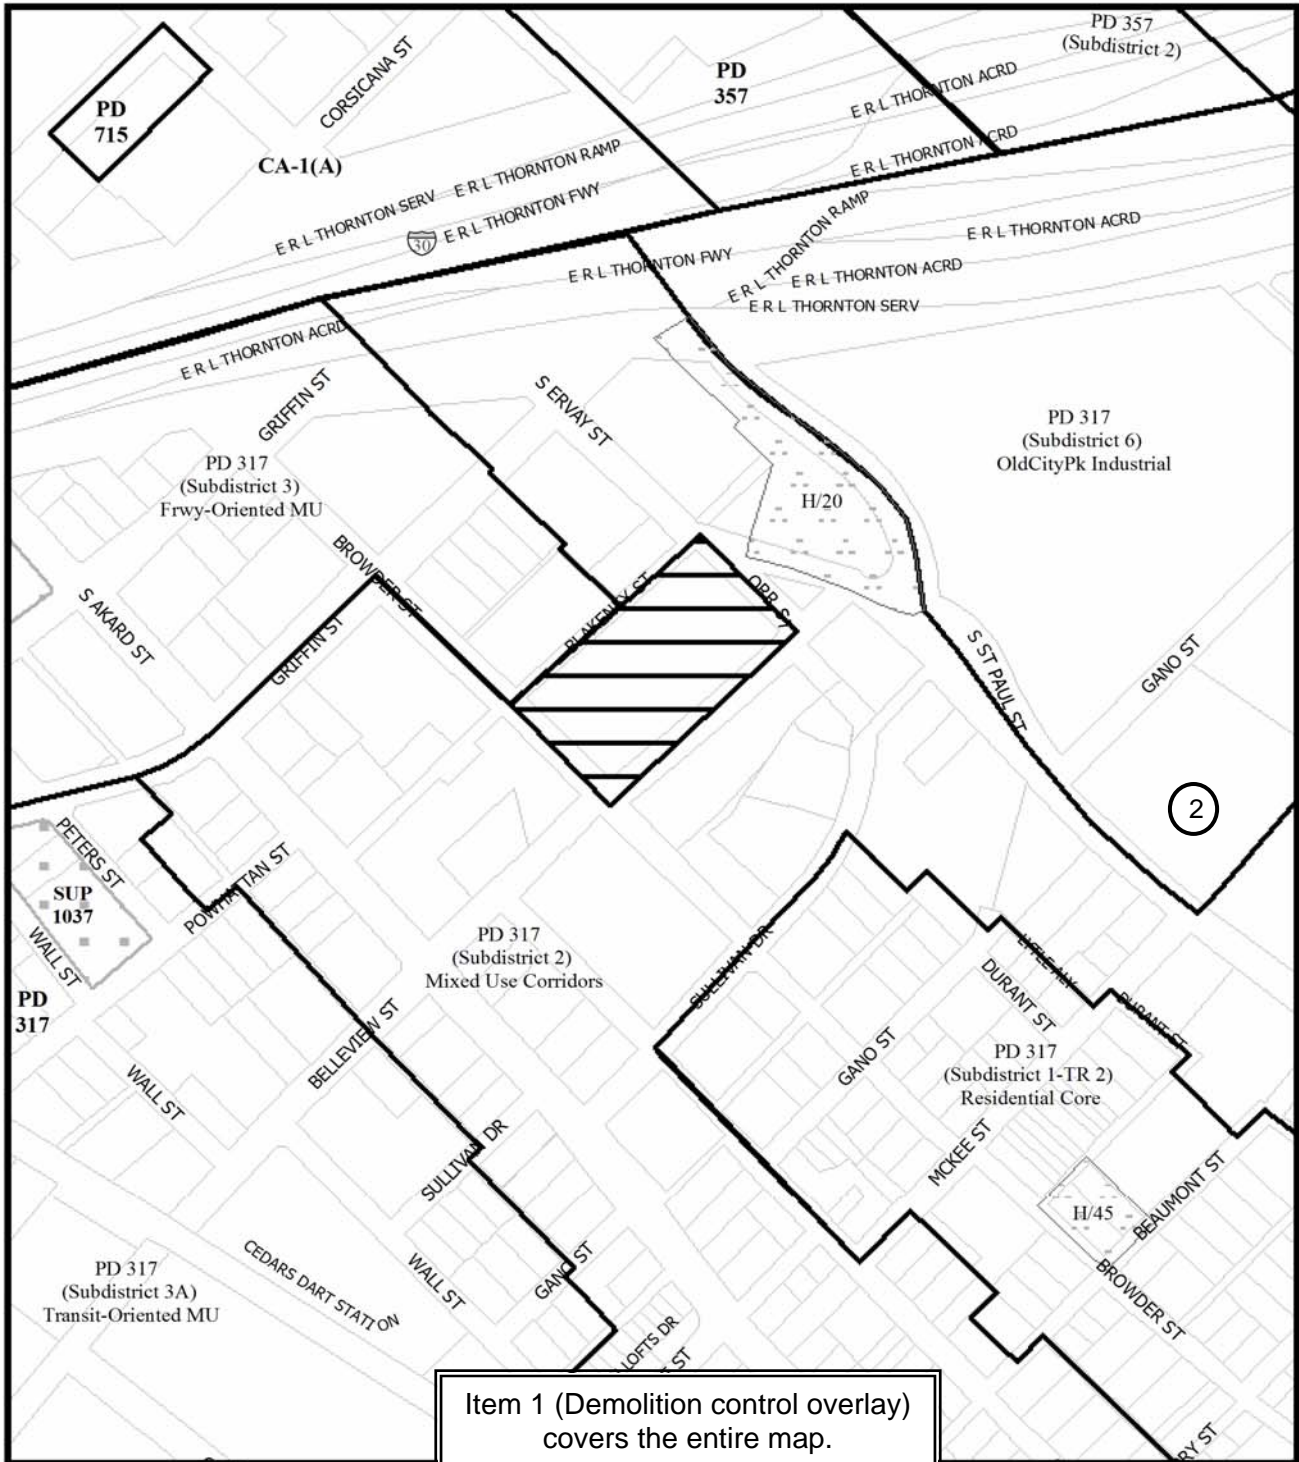 PD 357
(Subdistrict 2)
PD
357
CORSICANA ST
PD
715
CA-1(A)
E R L THORNTON ACRD
E R L THORNTON ACRD
E R L THORNTON RAMP
E R L THORNTON SERV
E R L THORNTON FWY
30
E R L THORNTON RAMP
E R L THORNTON ACRD
E R L THORNTON FWY
E R L THORNTON ACRD
E R L THORNTON SERV
E R L THORNTON ACRD
GRIFFIN ST
S ERVAY ST
PD 317
(Subdistrict 6)
OldCityPk Industrial
PD 317
(Subdistrict 3)
Frwy-Oriented MU
H/20
BROWDER ST
BLAKENEY ST
ORR ST
S AKARD ST
GRIFFIN ST
S ST PAUL ST
GANO ST
2
PETERS ST
POWHATTAN ST
SUP
1037
WALL ST
PD
317
PD 317
(Subdistrict 2)
Mixed Use Corridors
SULLIVAN DR
LYTLE ALY
DURANT ST
DURANT ST
BELLEVIEW ST
GANO ST
PD 317
(Subdistrict 1-TR 2)
Residential Core
WALL ST
MCKEE ST
SULLIVAN DR
BEAUMONT ST
H/45
CEDARS DART STATION
WALL ST
GANO ST
BROWDER ST
PD 317
(Subdistrict 3A)
Transit-Oriented MU
LOFTS DR
ST
RY ST
Item 1 (Demolition control overlay)
covers the entire map.